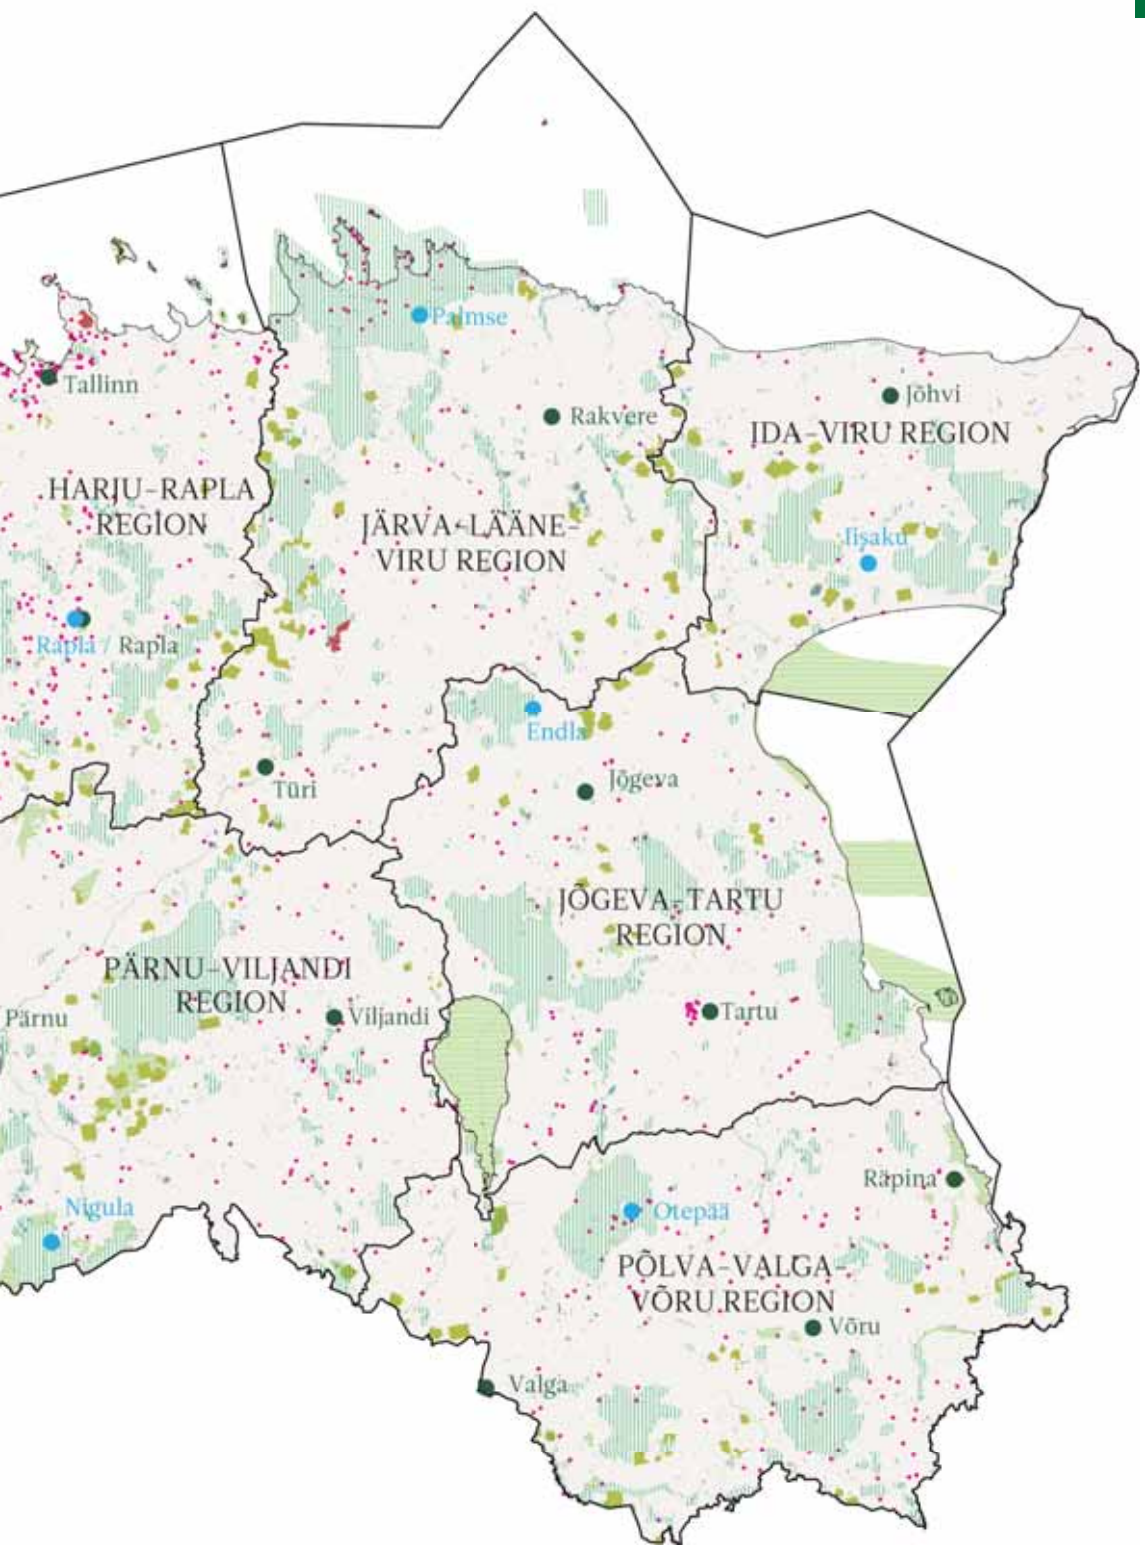 Palmse
Tallinn
Jõhvi
Rakvere
IDA-VIRU REGION
HARJU-RAPLA
REGION
JÄRVA-LÄÄNE-
VIRU REGION
Iisaku
Rapla / Rapla
Endla
Türi
Jõgeva
JÕGEVA-TARTU
REGION
PÄRNU-VILJANDI
REGION
Pärnu
Viljandi
Tartu
Räpina
Nigula
Otepää
PÕLVA-VALGA-
VÕRU REGION
Võru
Valga